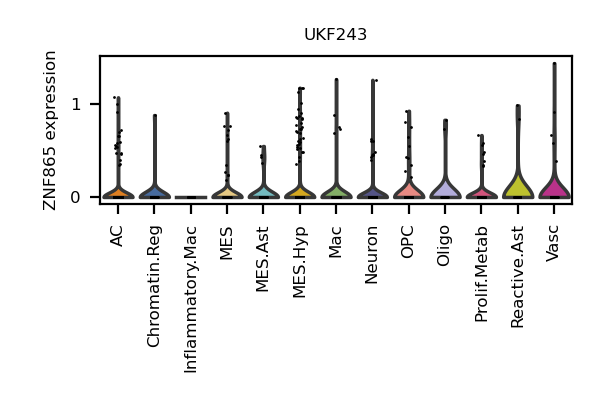 UKF243
ZNF865 expression
1
0
AC
Chromatin.Reg
Inflammatory.Mac
MES
MES.Ast
MES.Hyp
Mac
Neuron
OPC
Oligo
Prolif.Metab
Reactive.Ast
Vasc